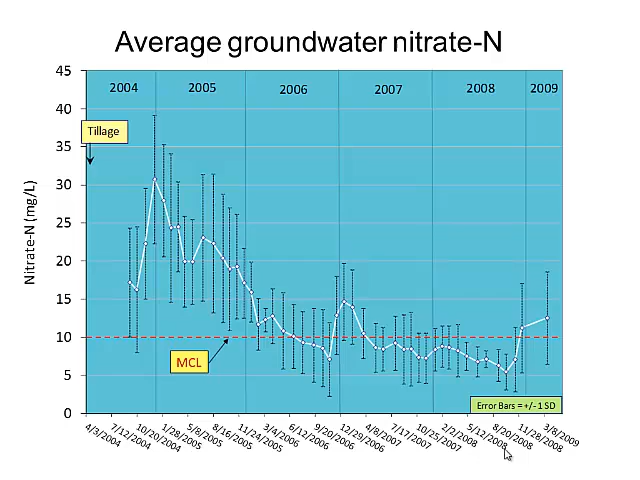 Average groundwater nitrate-N
45
40
35
30
25
20
15
10
5
0
Nitrate-N (mg/L)
2004 2005 2006 2007 2008 2009
Tillage
MCL
Error Bars = +/- 1 SD
4/3/2004 7/12/2004 10/20/2004 1/28/2005 5/8/2005 8/16/2005 11/24/2005 3/4/2006 6/12/2006 9/20/2006 12/29/2006 4/8/2007 7/17/2007 10/25/2007 2/2/2008 5/12/2008 8/20/2008 11/28/2008 3/8/2009